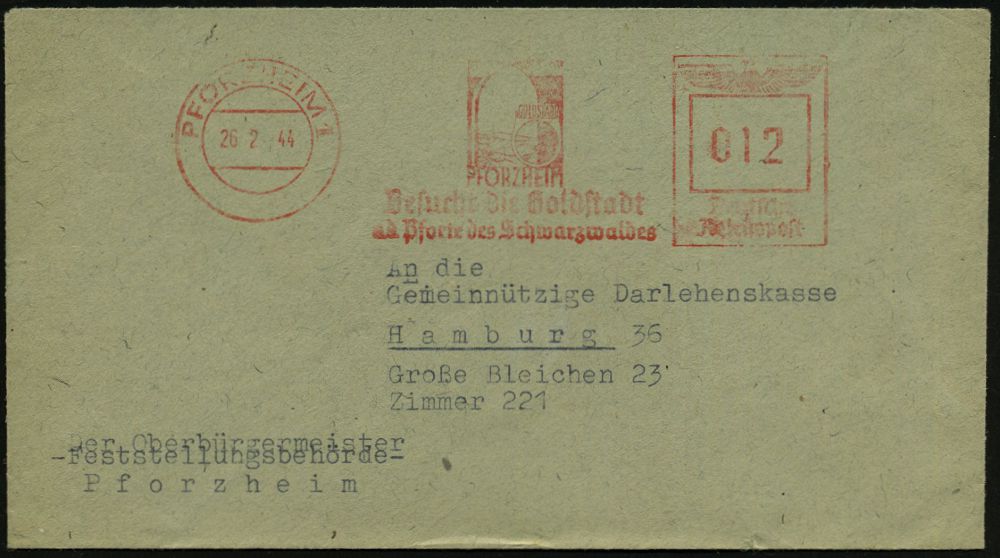 PFORZHEIM 1
26 2 44
GOLDSTADT
PFORZHEIM
Besucht die Goldstadt
a.d. Pforte des Schwarzwaldes
012
Deutsche
Reichspost
An die
Gemeinnützige Darlehenskasse
Hamburg 36
Große Bleichen 23
Zimmer 221
Der Oberbürgermeister
-Feststellungsbehörde-
Pforzheim